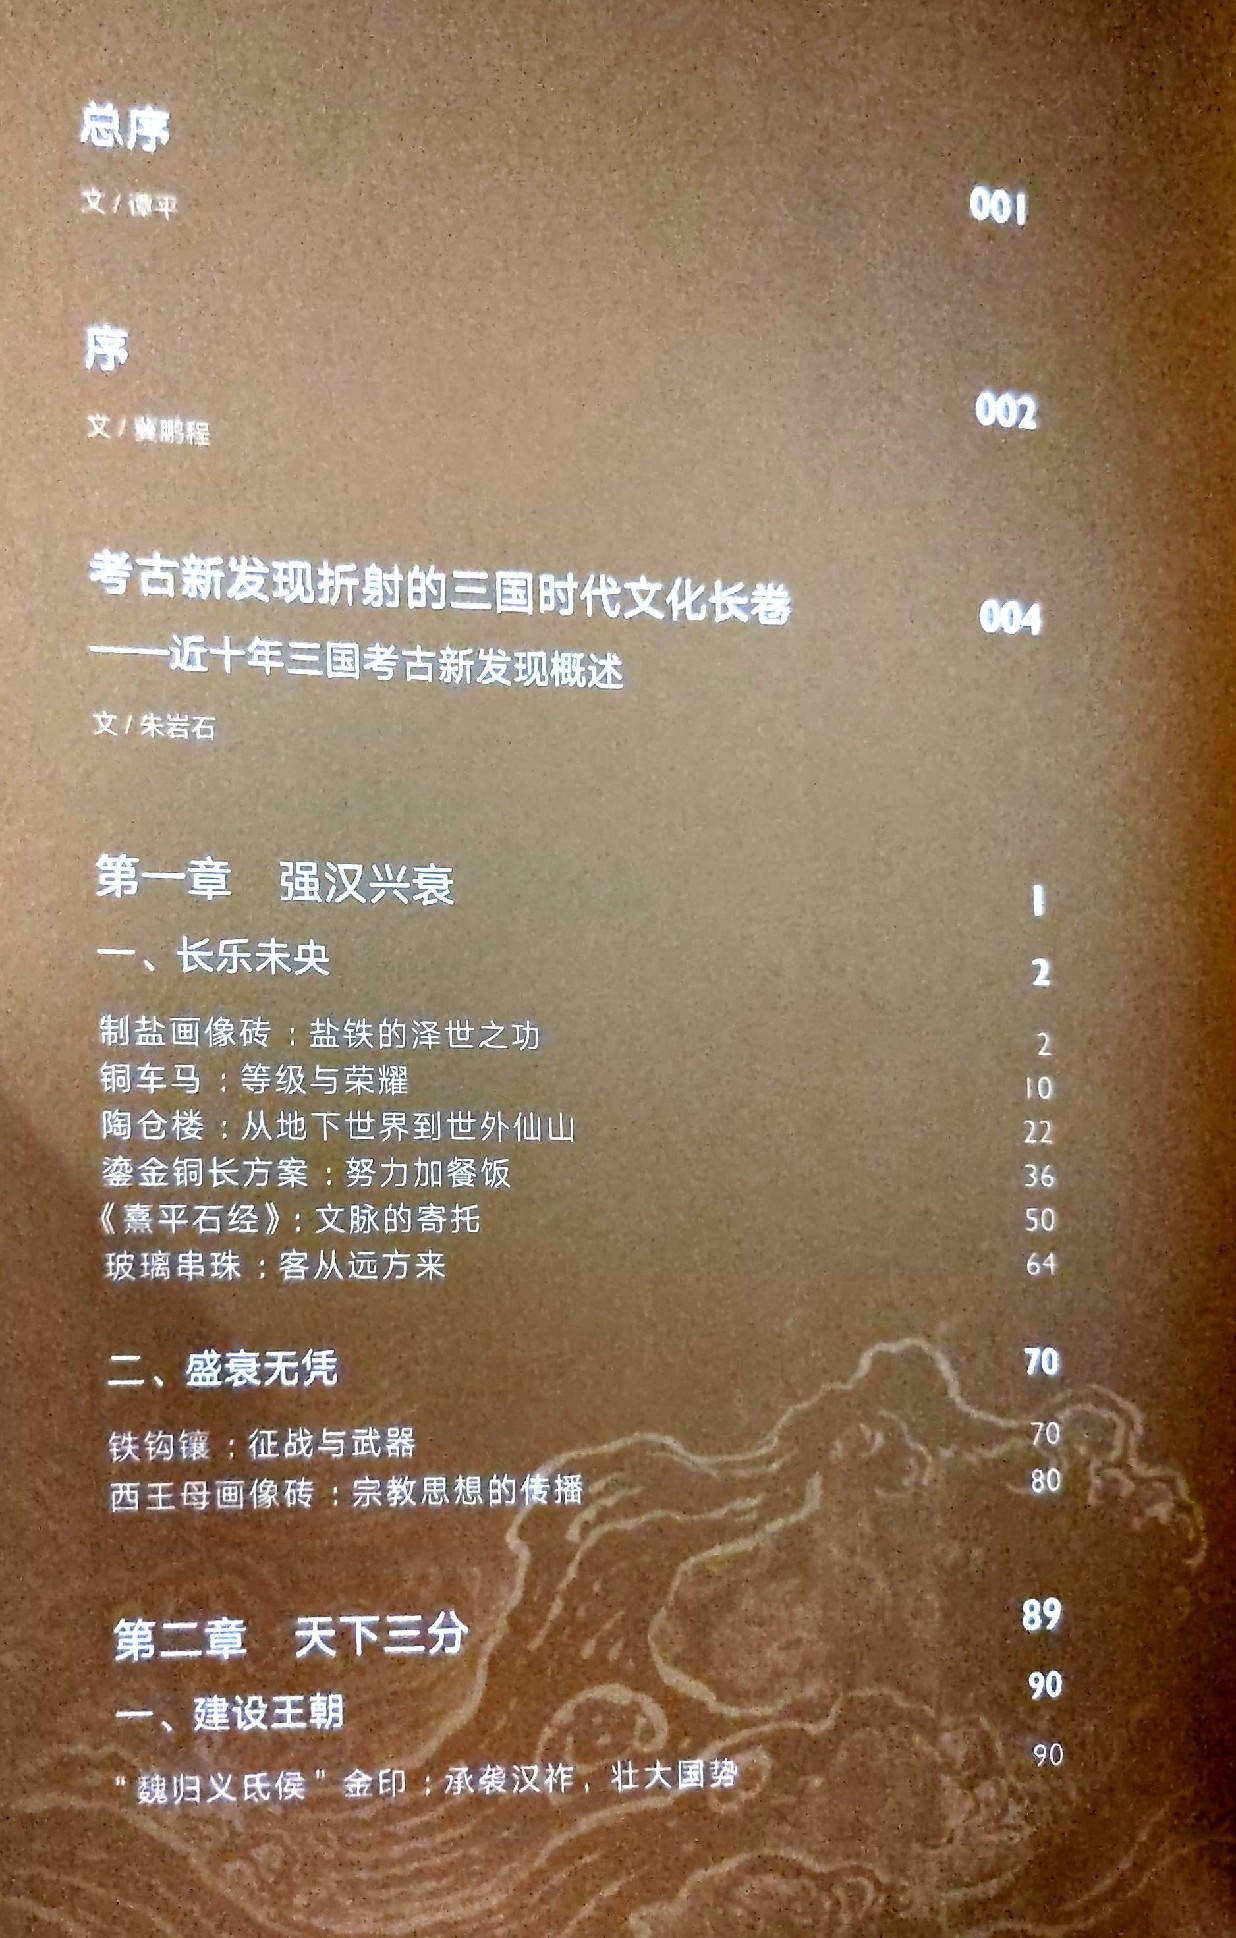 总序
文 / 谭平
001
序
文 / 冀鹏程
002
考古新发现折射的三国时代文化长卷
004
——近十年三国考古新发现概述
文 / 朱岩石
第一章 强汉兴衰
1
一、长乐未央
2
制盐画像砖：盐铁的泽世之功
2
铜车马：等级与荣耀
10
陶仓楼：从地下世界到世外仙山
22
鎏金铜长方案：努力加餐饭
36
《熹平石经》：文脉的寄托
50
玻璃串珠：客从远方来
64
二、盛衰无凭
70
铁钩镶：征战与武器
70
西王母画像砖：宗教思想的传播
80
第二章 天下三分
89
一、建设王朝
90
“魏归义氐侯”金印：承袭汉祚，壮大国势
90